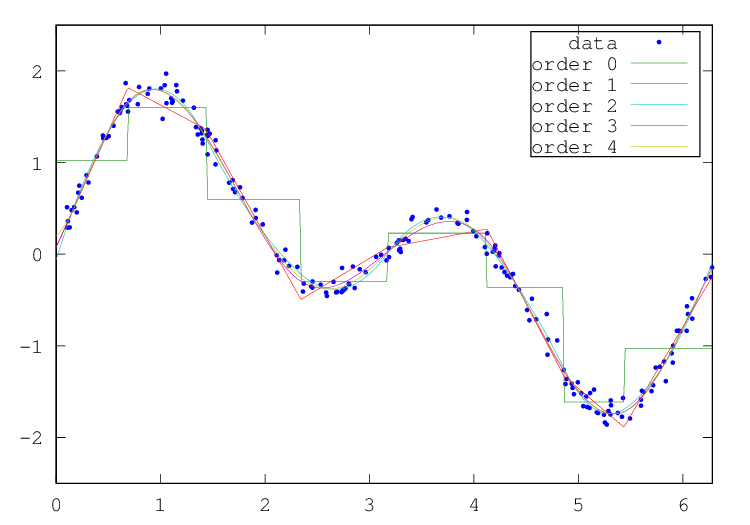 data
order 0
order 1
order 2
order 3
order 4
2
1
0
-1
-2
0 1 2 3 4 5 6